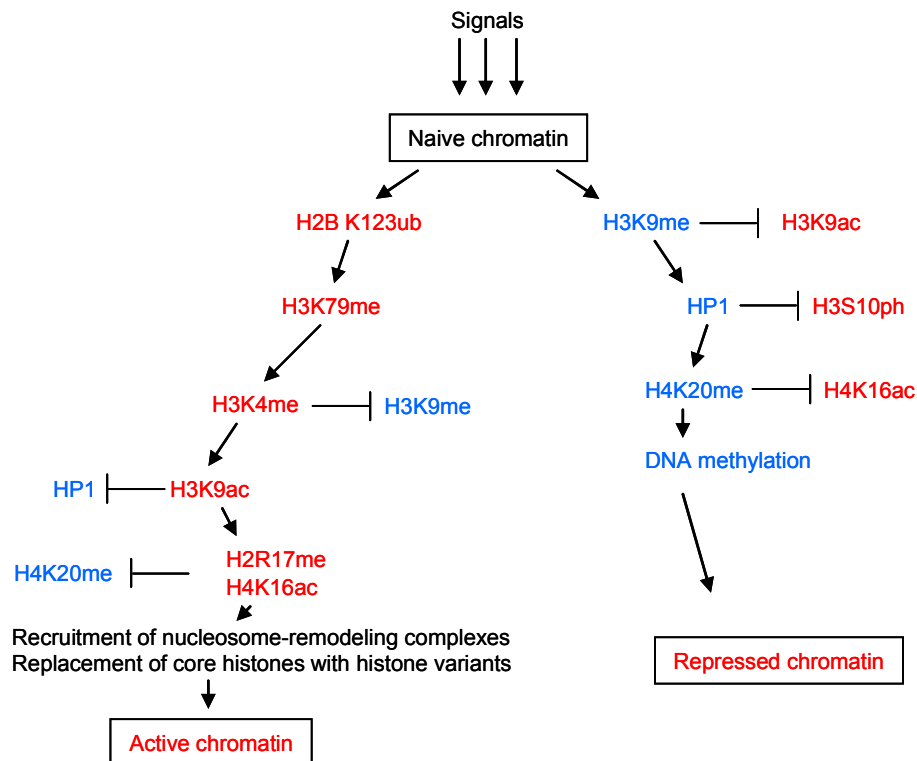 Signals
Naive chromatin
H2B K123ub
H3K9me
H3K9ac
H3K79me
HP1
H3S10ph
H3K4me
H3K9me
H4K20me
H4K16ac
DNA methylation
HP1
H3K9ac
H4K20me
H2R17me
H4K16ac
Recruitment of nucleosome-remodeling complexes
Replacement of core histones with histone variants
Repressed chromatin
Active chromatin